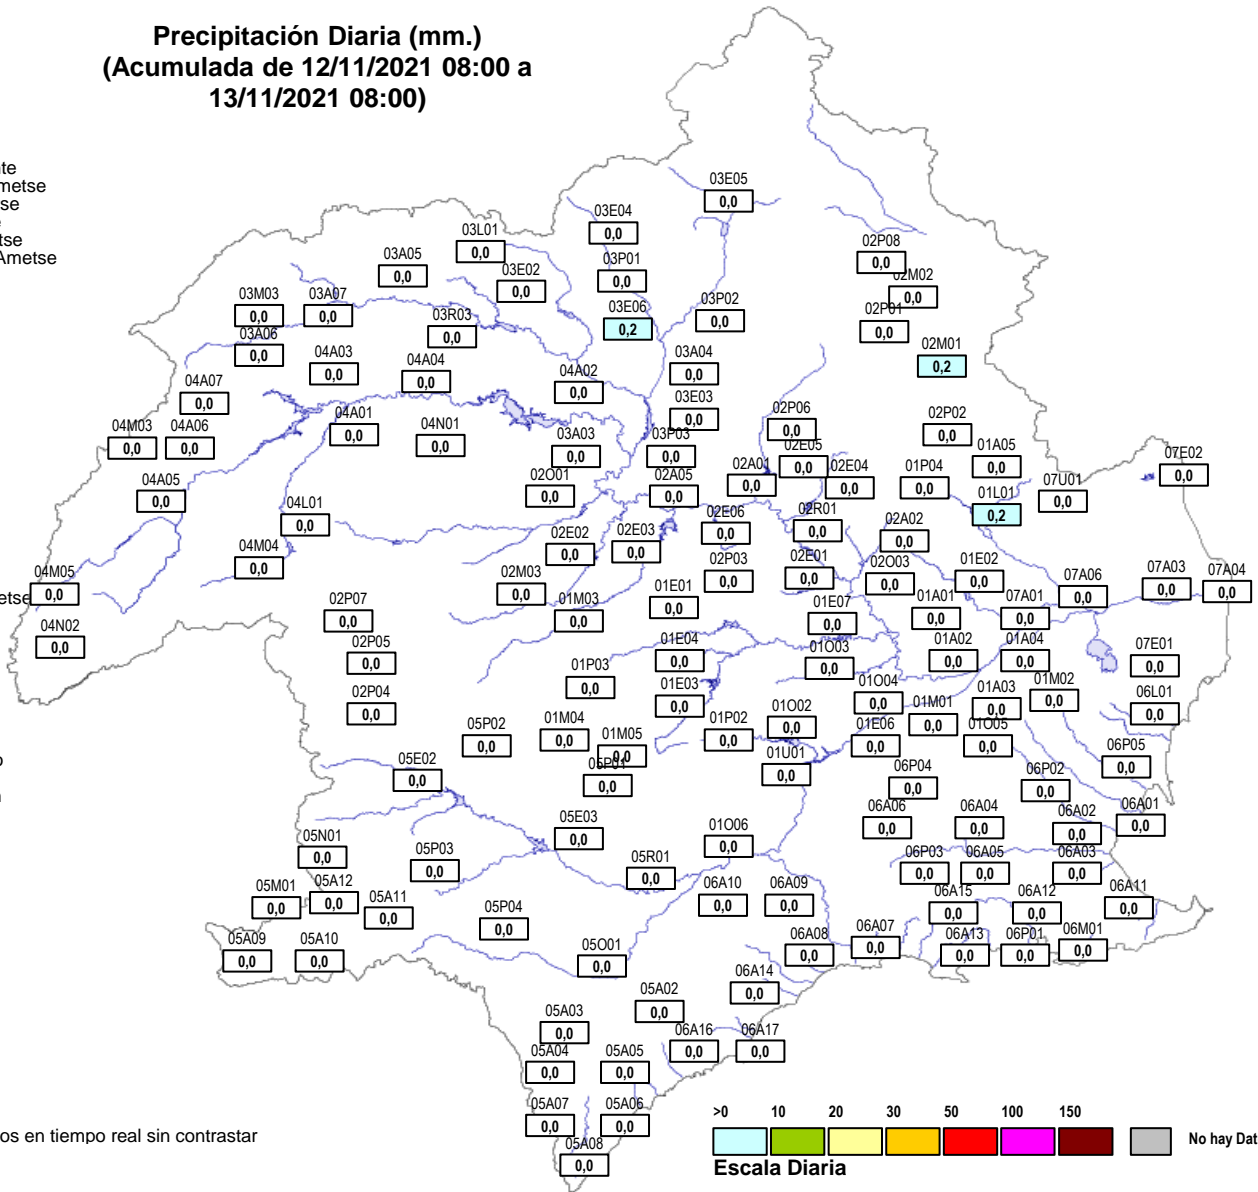 Precipitación Diaria (mm.)
(Acumulada de 12/11/2021 08:00 a
13/11/2021 08:00)
03E05
0,0
03E04
0,0
03L01
0,0
03P01
0,0
03A05
0,0
03E02
0,0
02P08
0,0
02M02
0,0
03M03
0,0
03A07
0,0
03E06
0,2
03P02
0,0
02P01
0,0
03R03
0,0
03A06
0,0
02M01
0,2
04A03
0,0
04A04
0,0
03A04
0,0
04A02
0,0
04A07
0,0
03E03
0,0
04A01
0,0
02P06
0,0
02P02
0,0
04M03
0,0
04A06
0,0
04N01
0,0
03A03
0,0
03P03
0,0
02E05
0,0
01A05
0,0
07E02
0,0
02O01
0,0
02A05
0,0
02A01
0,0
02E04
0,0
01P04
0,0
07U01
0,0
04A05
0,0
01L01
0,2
04L01
0,0
02E06
0,0
02R01
0,0
02A02
0,0
02E02
0,0
02E03
0,0
04M04
0,0
02P03
0,0
02E01
0,0
02O03
0,0
01E02
0,0
04M05
0,0
02M03
0,0
07A06
0,0
07A03
0,0
07A04
0,0
01M03
0,0
01E01
0,0
01E07
0,0
01A01
0,0
07A01
0,0
02P07
0,0
04N02
0,0
02P05
0,0
01E04
0,0
01O03
0,0
01A02
0,0
01A04
0,0
07E01
0,0
01P03
0,0
01E03
0,0
01O04
0,0
01A03
0,0
01M02
0,0
06L01
0,0
02P04
0,0
01M01
0,0
05P02
0,0
01M04
0,0
01M05
0,0
01P02
0,0
01O02
0,0
01E06
0,0
01O05
0,0
05E02
0,0
05P01
0,0
01U01
0,0
06P04
0,0
06P02
0,0
06P05
0,0
05E03
0,0
06A06
0,0
06A04
0,0
06A02
0,0
06A01
0,0
05N01
0,0
01O06
0,0
05P03
0,0
05R01
0,0
06P03
0,0
06A05
0,0
06A03
0,0
05M01
0,0
05A12
0,0
05A11
0,0
06A10
0,0
06A09
0,0
06A15
0,0
06A12
0,0
06A11
0,0
05P04
0,0
05A09
0,0
05A10
0,0
05O01
0,0
06A08
0,0
06A07
0,0
06A13
0,0
06P01
0,0
06M01
0,0
06A14
0,0
05A02
0,0
05A03
0,0
06A16
0,0
06A17
0,0
05A04
0,0
05A05
0,0
05A07
0,0
05A06
0,0
05A08
0,0
os en tiempo real sin contrastar
>0 10 20 30 50 100 150
No hay Dat
Escala Diaria